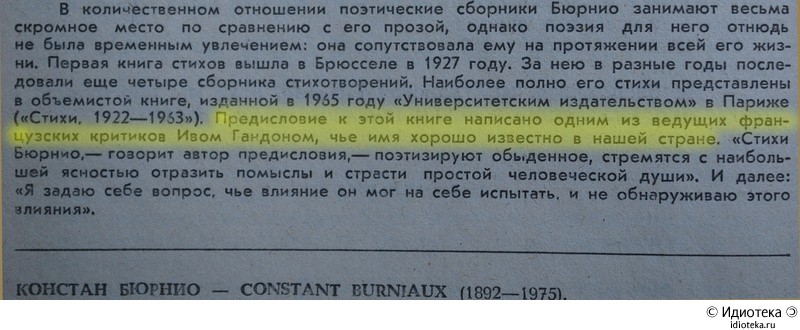 В количественном отношении поэтические сборники Бюрнио занимают весьма
скромное место по сравнению с его прозой, однако поэзия для него отнюдь
не была временным увлечением: она сопутствовала ему на протяжении всей его жиз-
ни. Первая книга стихов вышла в Брюсселе в 1927 году. За нею в разные годы после-
довали еще четыре сборника стихотворений. Наиболее полно его стихи представлены
в объемистой книге, изданной в 1965 году «Университетским издательством» в Париже
(«Стихи, 1922—1963»). Предисловие к этой книге написано одним из ведущих фран-
цузских критиков Ивом Гандоном, чье имя хорошо известно в нашей стране. «Стихи
Бюрнио,— говорит автор предисловия,— поэтизируют обыденное, стремятся с наиболь-
шей ясностью отразить помыслы и страсти простой человеческой души». И далее:
«Я задаю себе вопрос, чье влияние он мог на себе испытать, и не обнаруживаю этого
влияния».
КОНСТАН БЮРНИО — CONSTANT BURNIAUX (1892—1975).
© Идиотека
idioteka.ru